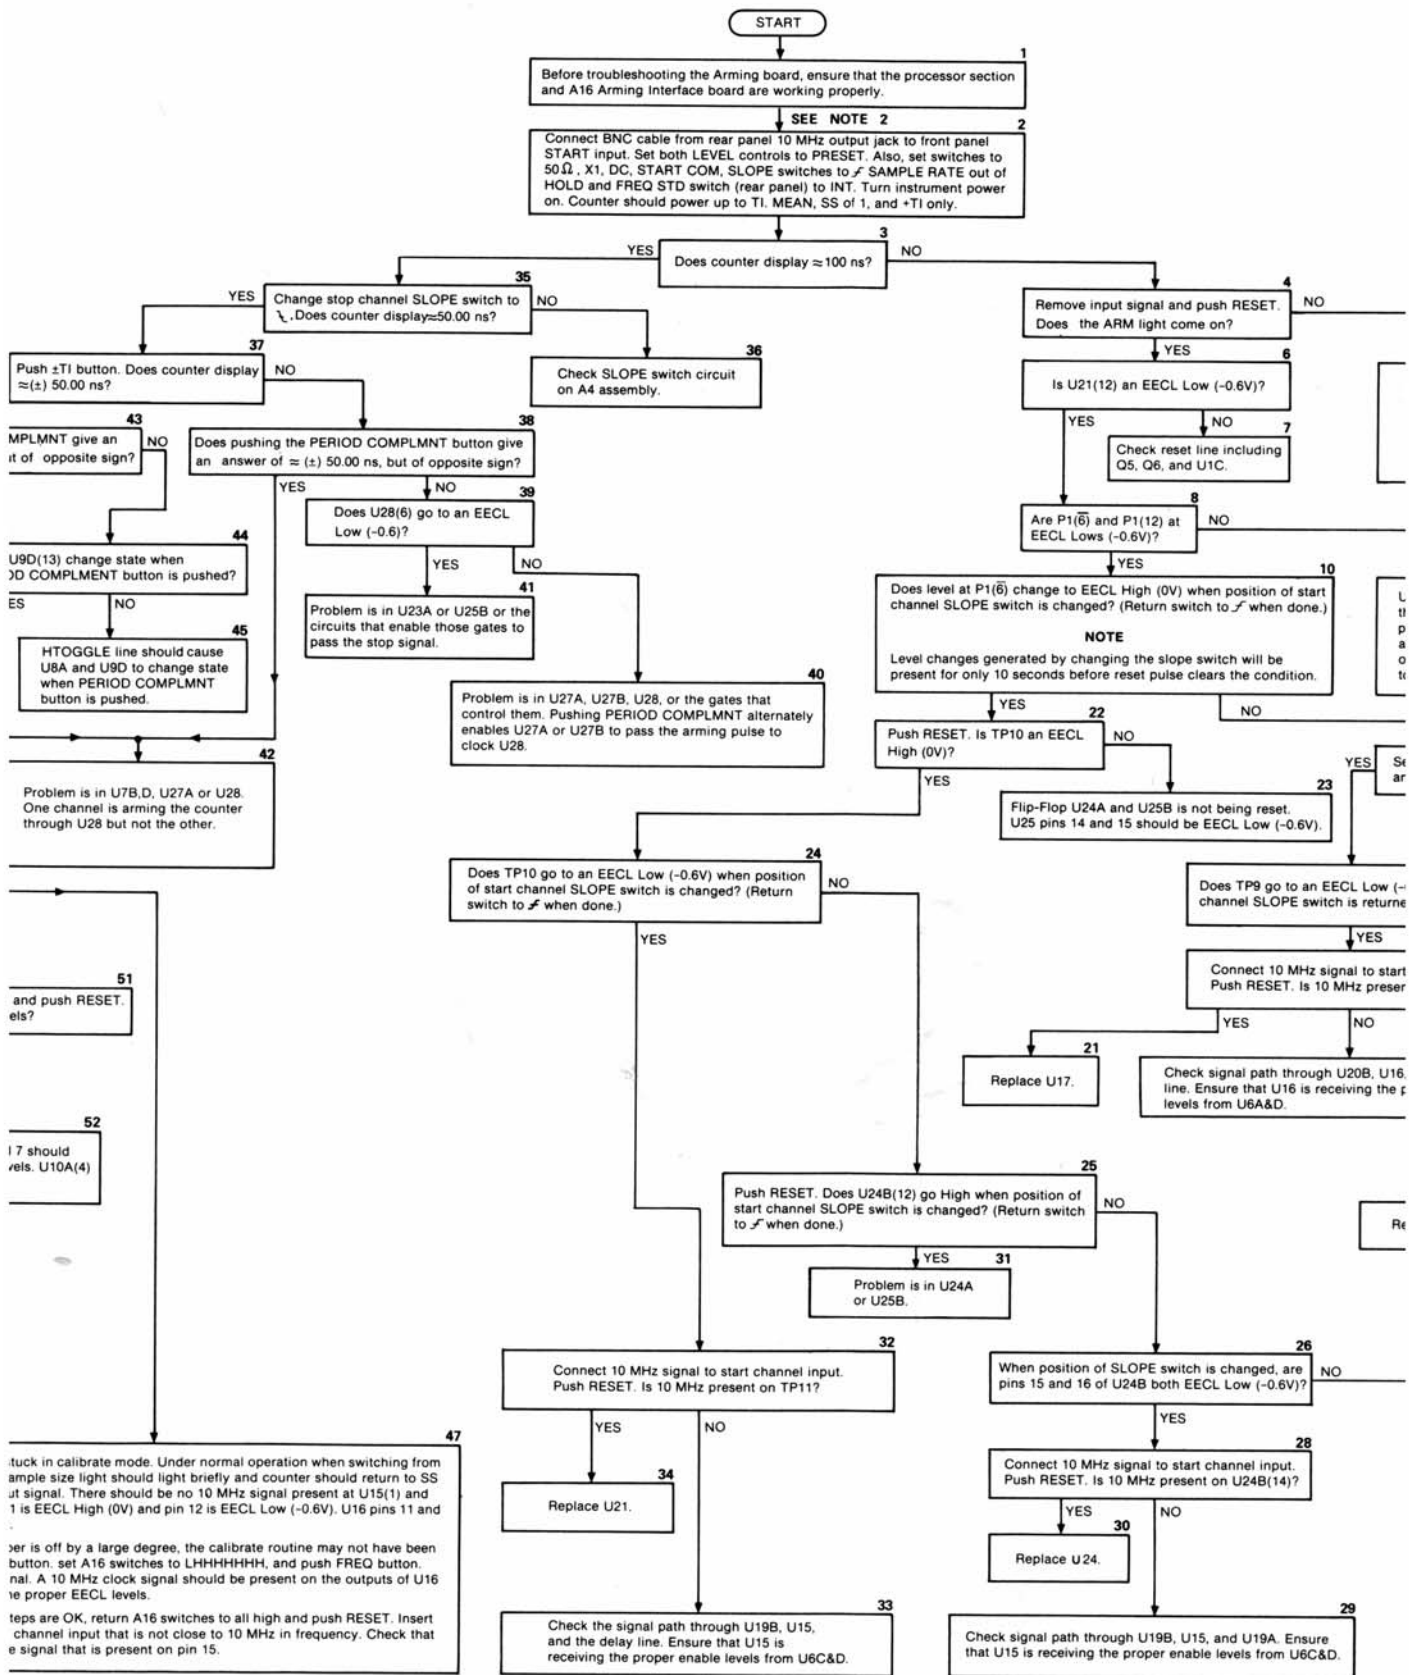 START
1
Before troubleshooting the Arming board, ensure that the processor section
and A16 Arming Interface board are working properly.
SEE NOTE 2
2
Connect BNC cable from rear panel 10 MHz output jack to front panel
START input. Set both LEVEL controls to PRESET. Also, set switches to
50Ω, X1, DC, START COM, SLOPE switches to ƒ SAMPLE RATE out of
HOLD and FREQ STD switch (rear panel) to INT. Turn instrument power
on. Counter should power up to TI. MEAN, SS of 1, and +TI only.
3
YES
Does counter display ≈100 ns?
NO
35
YES
Change stop channel SLOPE switch to
. Does counter display≈50.00 ns?
NO
4
Remove input signal and push RESET.
Does the ARM light come on?
NO
YES
37
Push ±TI button. Does counter display
≈(±) 50.00 ns?
NO
36
Check SLOPE switch circuit
on A4 assembly.
6
Is U21(12) an EECL Low (-0.6V)?
YES
NO
7
Check reset line including
Q5, Q6, and U1C.
43
MPLMNT give an
of opposite sign?
NO
38
Does pushing the PERIOD COMPLMNT button give
an answer of ≈ (±) 50.00 ns, but of opposite sign?
YES
NO
39
Does U28(6) go to an EECL
Low (-0.6)?
YES
NO
8
Are P1(6̅) and P1(12) at
EECL Lows (-0.6V)?
NO
YES
44
U9D(13) change state when
OD COMPLMENT button is pushed?
ES
NO
41
Problem is in U23A or U25B or the
circuits that enable those gates to
pass the stop signal.
10
Does level at P1(6̅) change to EECL High (0V) when position of start
channel SLOPE switch is changed? (Return switch to ƒ when done.)
NOTE
Level changes generated by changing the slope switch will be
present for only 10 seconds before reset pulse clears the condition.
YES
NO
45
HTOGGLE line should cause
U8A and U9D to change state
when PERIOD COMPLMNT
button is pushed.
40
Problem is in U27A, U27B, U28, or the gates that
control them. Pushing PERIOD COMPLMNT alternately
enables U27A or U27B to pass the arming pulse to
clock U28.
22
Push RESET. Is TP10 an EECL
High (0V)?
NO
YES
YES
Se
ar
42
Problem is in U7B,D, U27A or U28.
One channel is arming the counter
through U28 but not the other.
23
Flip-Flop U24A and U25B is not being reset.
U25 pins 14 and 15 should be EECL Low (-0.6V).
24
Does TP10 go to an EECL Low (-0.6V) when position
of start channel SLOPE switch is changed? (Return
switch to ƒ when done.)
NO
YES
Does TP9 go to an EECL Low (-
channel SLOPE switch is returne
YES
51
and push RESET.
els?
Connect 10 MHz signal to start
Push RESET. Is 10 MHz preser
YES
NO
21
Replace U17.
Check signal path through U20B, U16,
line. Ensure that U16 is receiving the p
levels from U6A&D.
52
7 should
vels. U10A(4)
25
Push RESET. Does U24B(12) go High when position of
start channel SLOPE switch is changed? (Return switch
to ƒ when done.)
NO
YES
Re
31
Problem is in U24A
or U25B.
32
Connect 10 MHz signal to start channel input.
Push RESET. Is 10 MHz present on TP11?
YES
NO
26
When position of SLOPE switch is changed, are
pins 15 and 16 of U24B both EECL Low (-0.6V)?
NO
YES
47
tuck in calibrate mode. Under normal operation when switching from
ample size light should light briefly and counter should return to SS
ut signal. There should be no 10 MHz signal present at U15(1) and
1 is EECL High (0V) and pin 12 is EECL Low (-0.6V). U16 pins 11 and
er is off by a large degree, the calibrate routine may not have been
button. set A16 switches to LHHHHHHH, and push FREQ button.
nal. A 10 MHz clock signal should be present on the outputs of U16
e proper EECL levels.
teps are OK, return A16 switches to all high and push RESET. Insert
channel input that is not close to 10 MHz in frequency. Check that
e signal that is present on pin 15.
34
Replace U21.
28
Connect 10 MHz signal to start channel input.
Push RESET. Is 10 MHz present on U24B(14)?
YES
NO
30
Replace U24.
33
Check the signal path through U19B, U15,
and the delay line. Ensure that U15 is
receiving the proper enable levels from U6C&D.
29
Check signal path through U19B, U15, and U19A. Ensure
that U15 is receiving the proper enable levels from U6C&D.